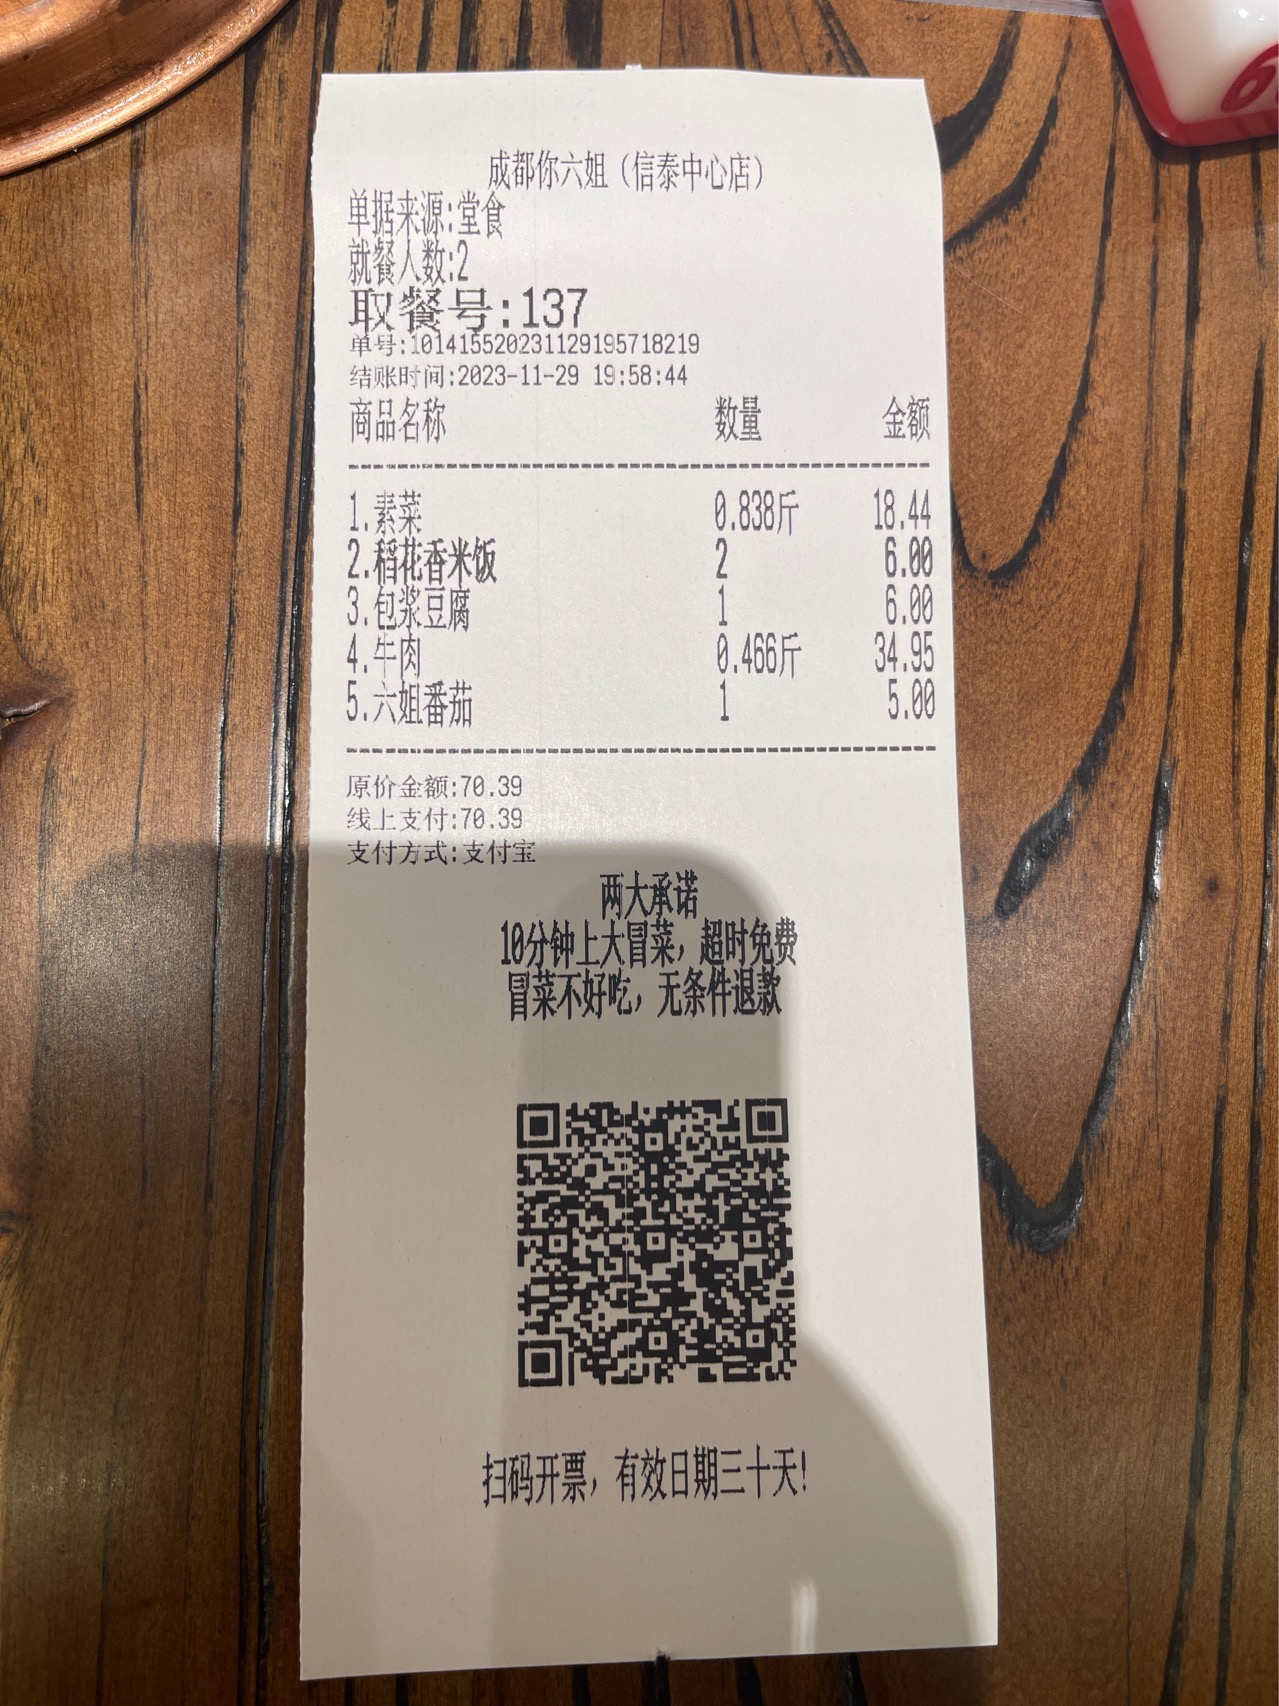 成都你六姐（信泰中心店）
单据来源:堂食
就餐人数:2
取餐号:137
单号:101415520231129195718219
结账时间:2023-11-29 19:58:44
商品名称 数量 金额
1.素菜 0.838斤 18.44
2.稻花香米饭 2 6.00
3.包浆豆腐 1 6.00
4.牛肉 0.466斤 34.95
5.六姐番茄 1 5.00
原价金额:70.39
线上支付:70.39
支付方式:支付宝
两大承诺
10分钟上大冒菜，超时免费
冒菜不好吃，无条件退款
扫码开票，有效日期三十天!